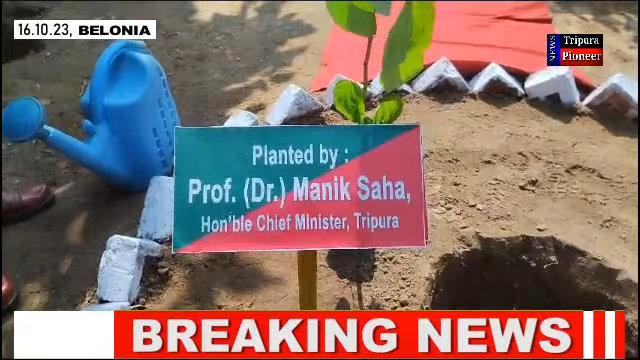 16.10.23, BELONIA
NEWS
Tripura
Pioneer
Planted by :
Prof. (Dr.) Manik Saha,
Hon'ble Chief Minister, Tripura
BREAKING NEWS